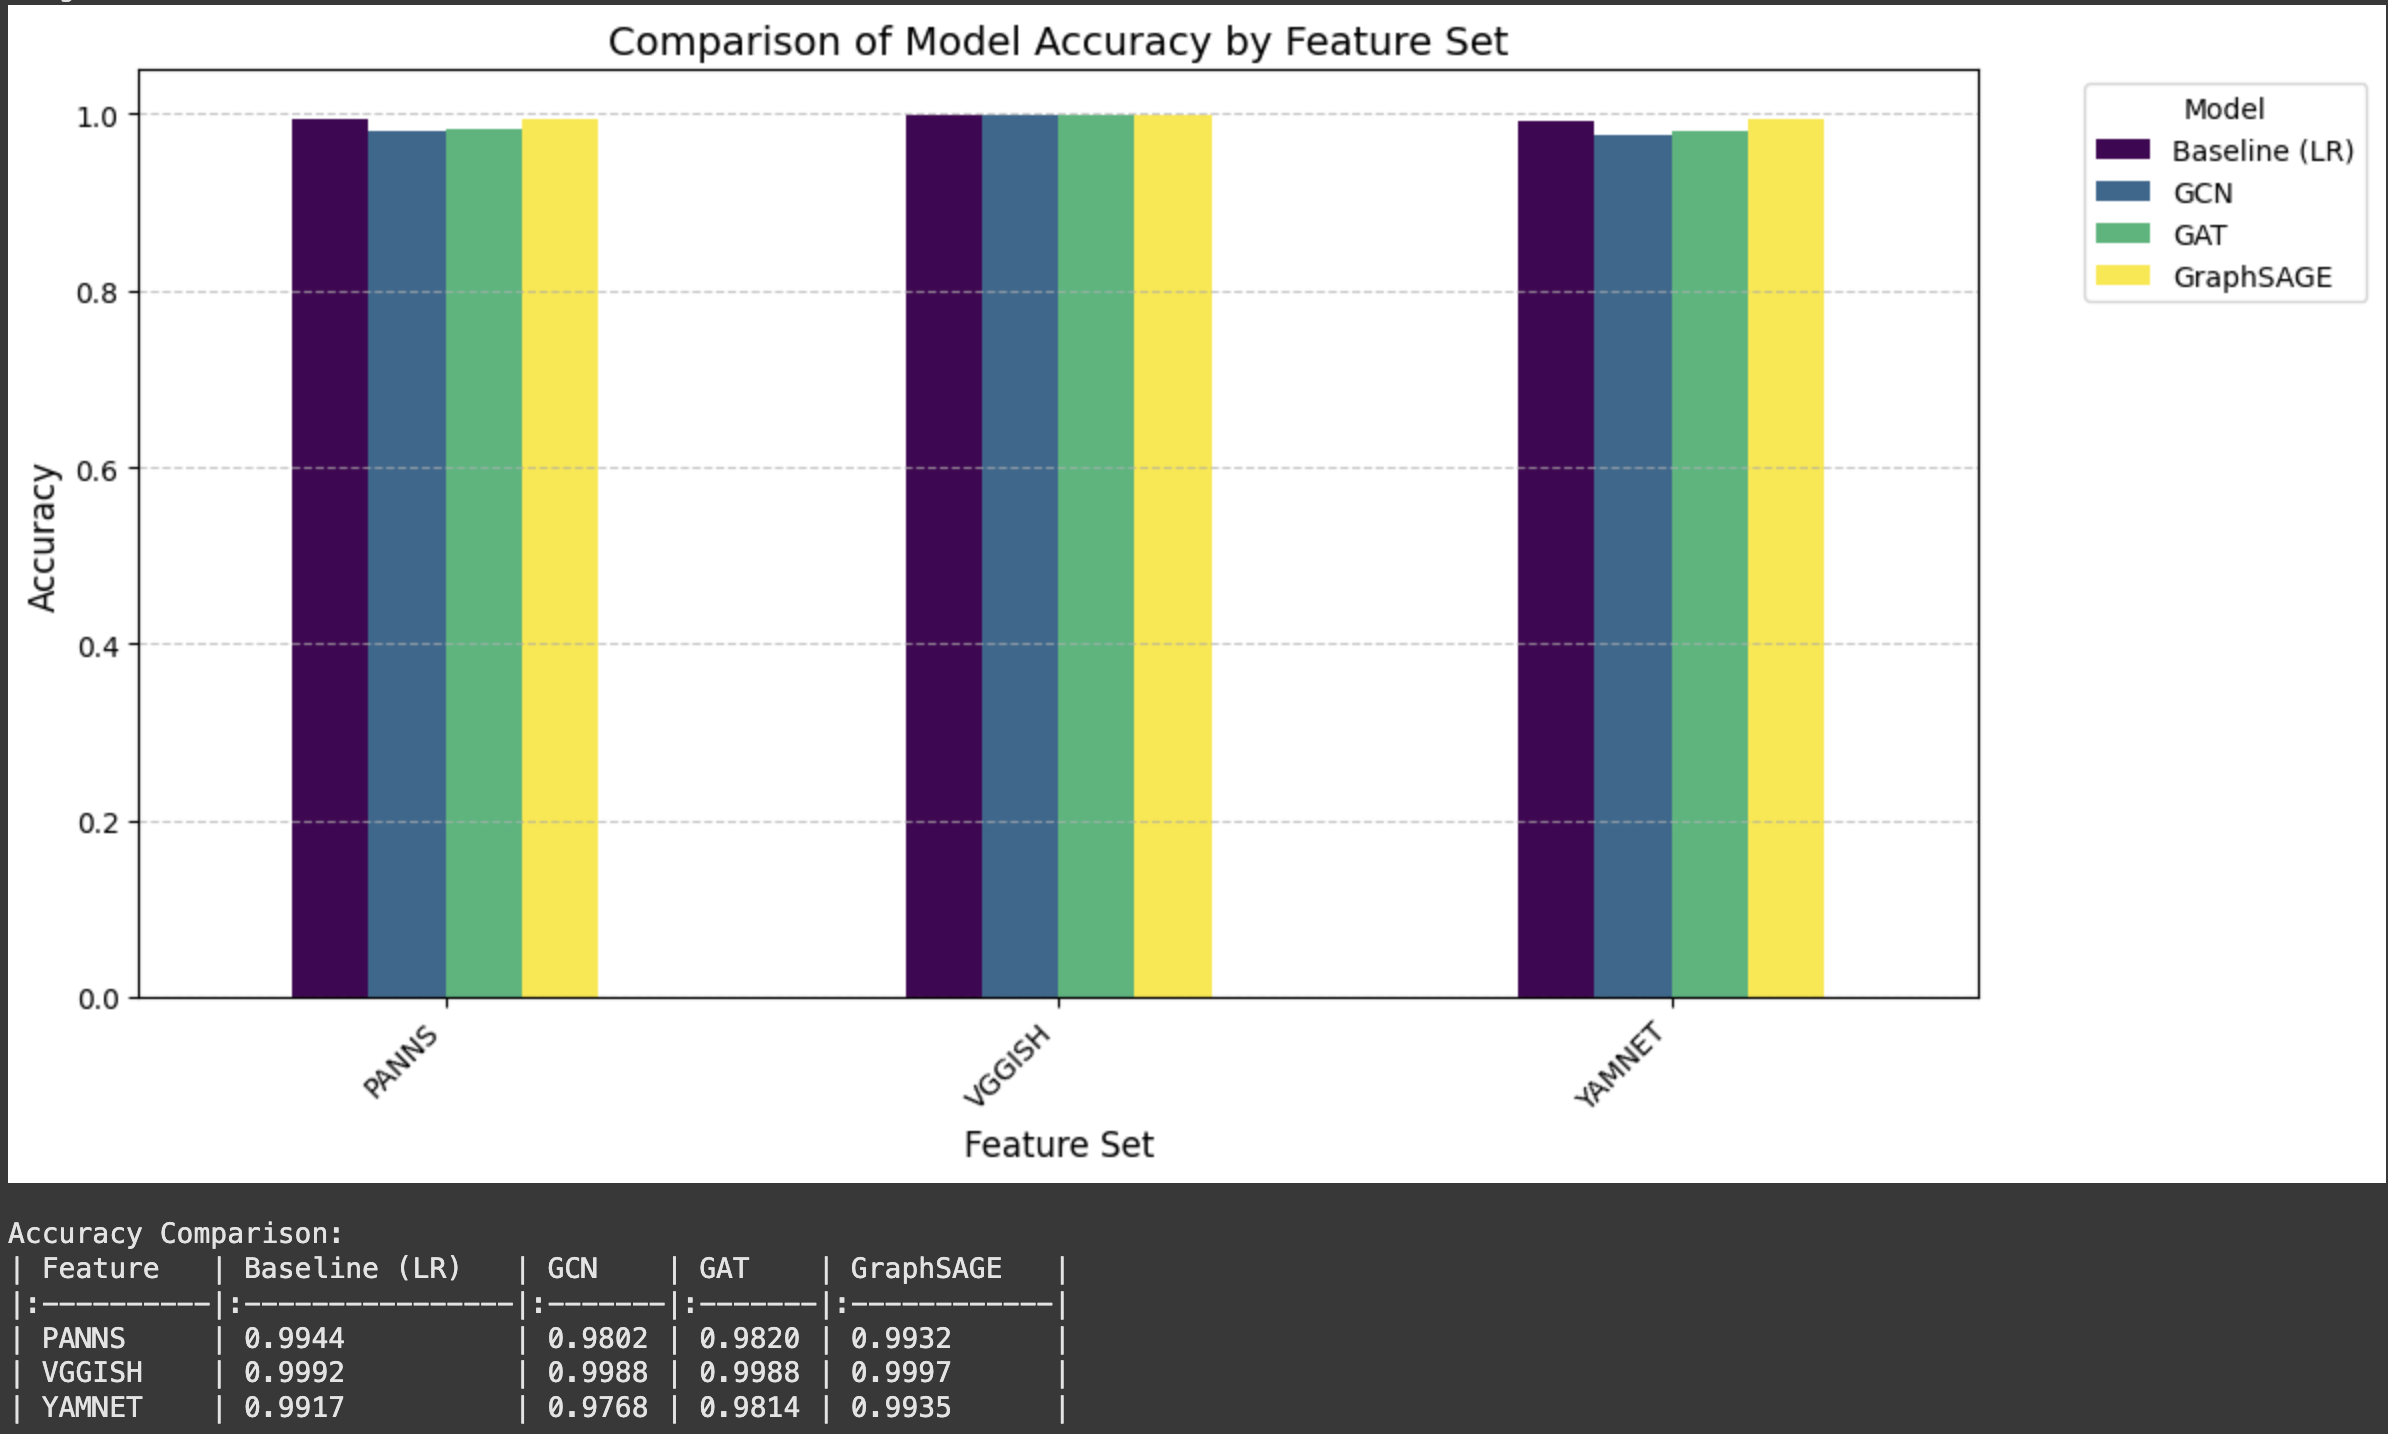 Comparison of Model Accuracy by Feature Set
1.0
0.8
0.6
0.4
0.2
0.0
Accuracy
PANNS
VGGISH
YAMNET
Feature Set
Model
Baseline (LR)
GCN
GAT
GraphSAGE
Accuracy Comparison:
| Feature   | Baseline (LR)   | GCN    | GAT    | GraphSAGE   |
|:----------|:----------------|:-------|:-------|:------------|
| PANNS     | 0.9944          | 0.9802 | 0.9820 | 0.9932      |
| VGGISH    | 0.9992          | 0.9988 | 0.9988 | 0.9997      |
| YAMNET    | 0.9917          | 0.9768 | 0.9814 | 0.9935      |